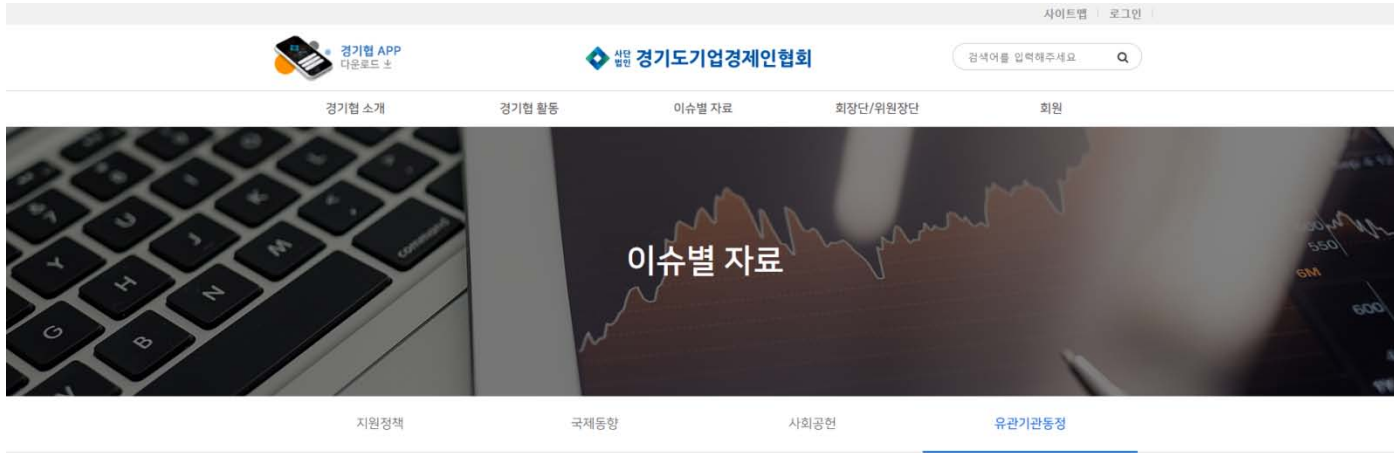 사이트맵 로그인
경기협 APP
다운로드
사단법인 경기도기업경제인협회
검색어를 입력해주세요
경기협 소개 경기협 활동 이슈별 자료 회장단/위원장단 회원
이슈별 자료
command
Y U J M
H N
G B
550
6M
600
지원정책 국제동향 사회공헌 유관기관동정